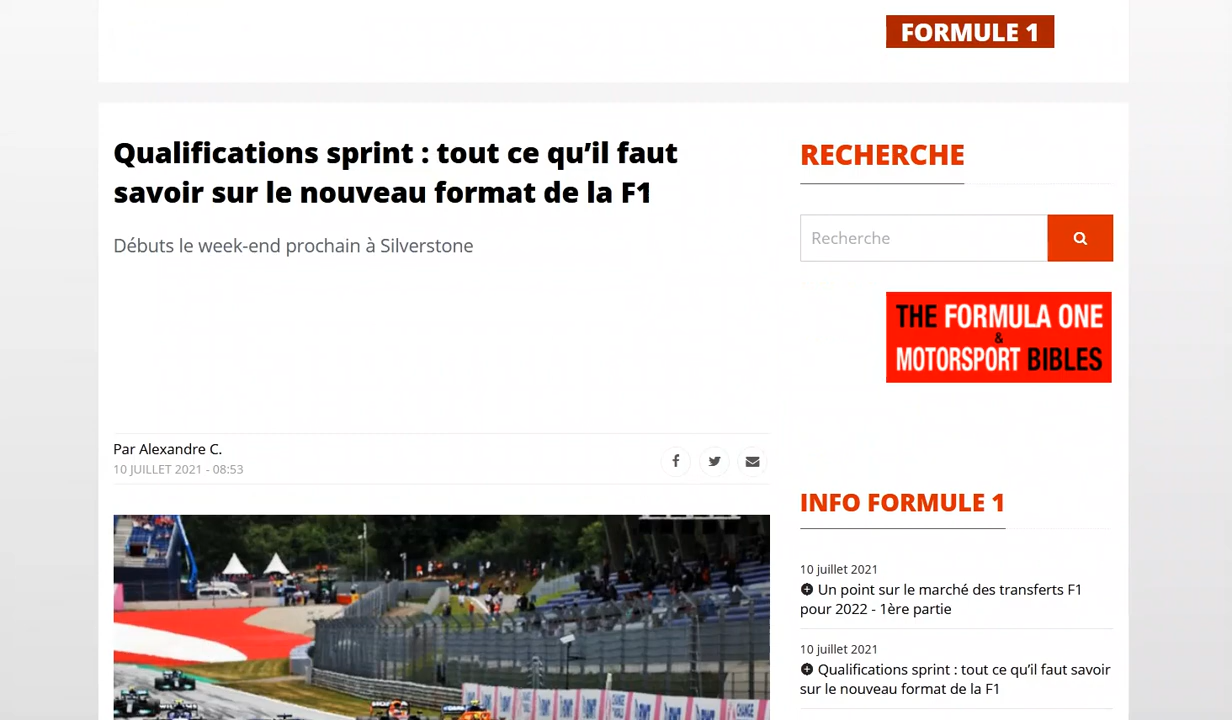 FORMULE 1
Qualifications sprint : tout ce qu’il faut
savoir sur le nouveau format de la F1
Débuts le week-end prochain à Silverstone
Par Alexandre C.
10 JUILLET 2021 - 08:53
RECHERCHE
Recherche
THE FORMULA ONE
&
MOTORSPORT BIBLES
INFO FORMULE 1
10 juillet 2021
Un point sur le marché des transferts F1
pour 2022 - 1ère partie
10 juillet 2021
Qualifications sprint : tout ce qu’il faut savoir
sur le nouveau format de la F1